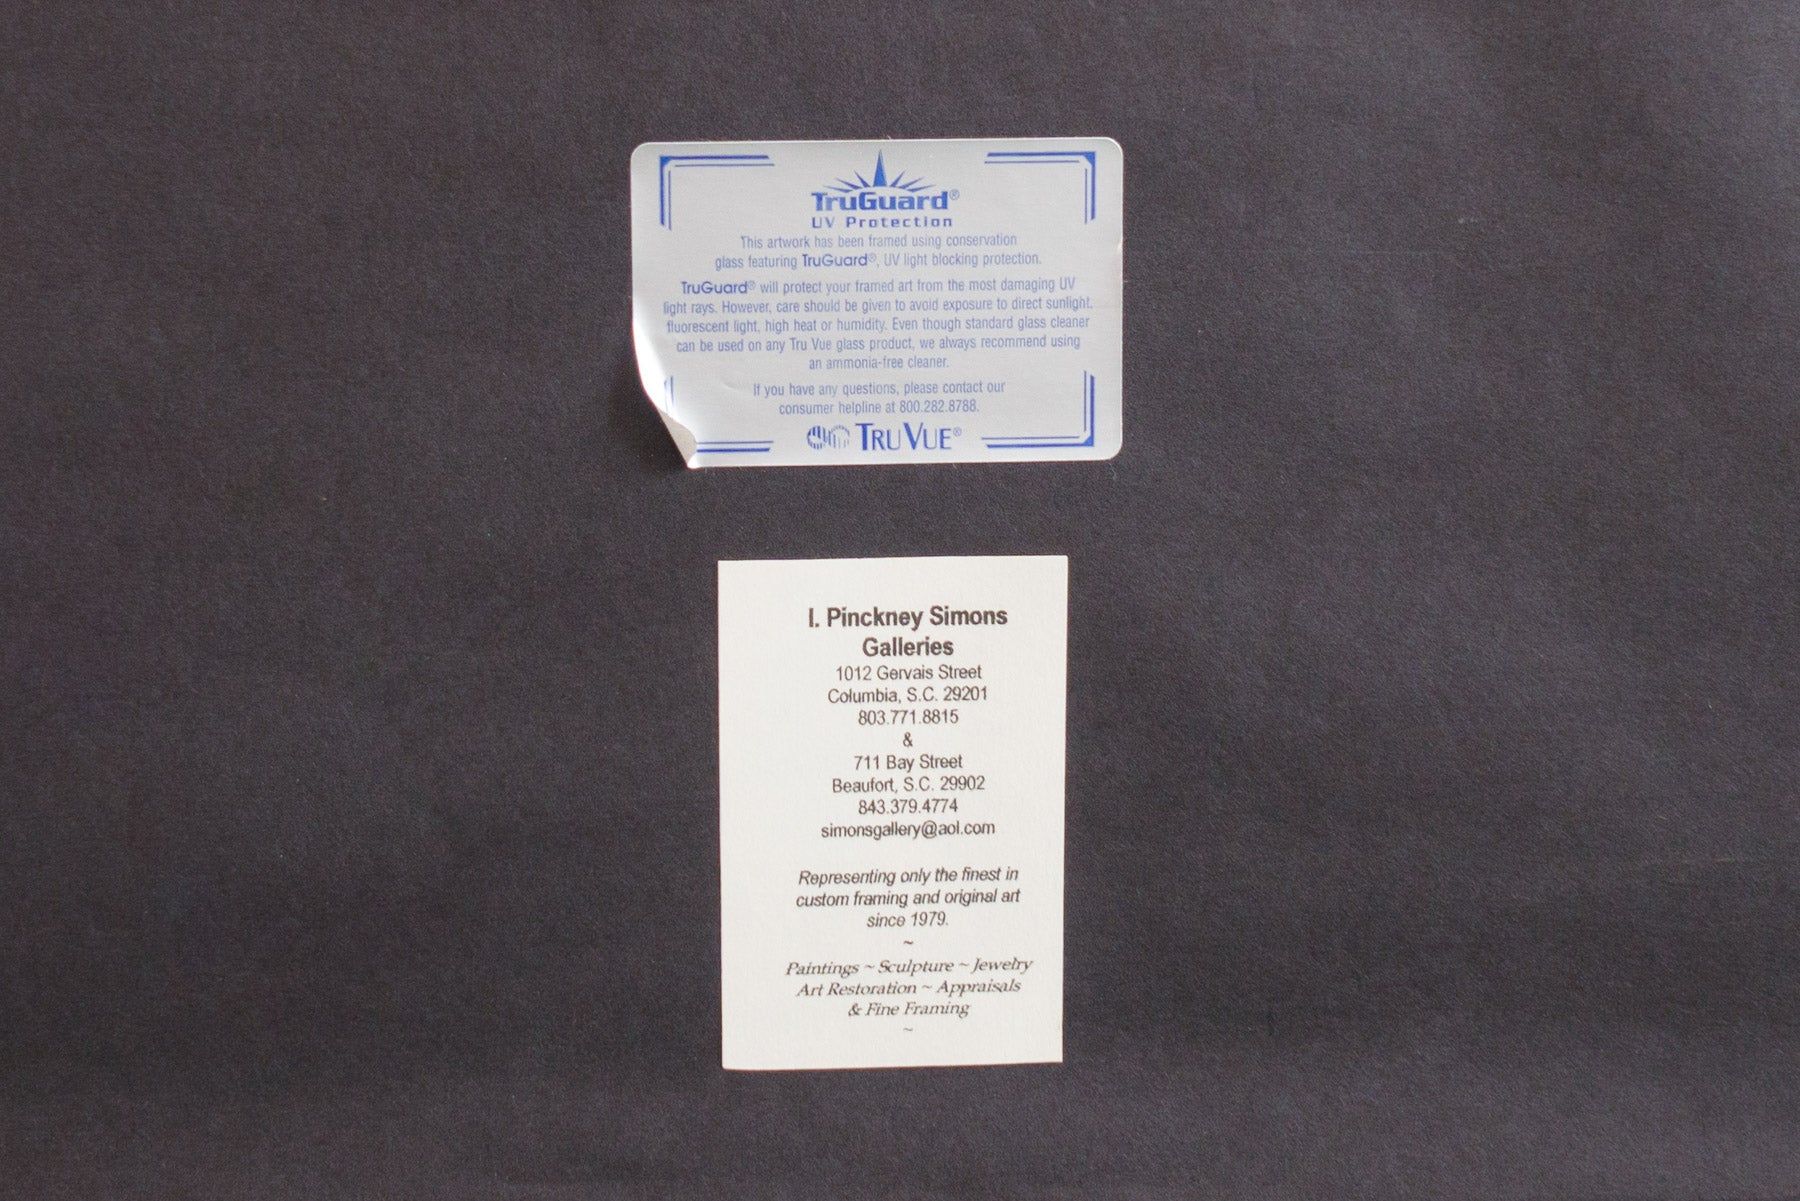 TruGuard®
UV Protection
This artwork has been framed using conservation
glass featuring TruGuard®, UV light blocking protection.
TruGuard® will protect your framed art from the most damaging UV
light rays. However, care should be given to avoid exposure to direct sunlight,
fluorescent light, high heat or humidity. Even though standard glass cleaner
can be used on any Tru Vue glass product, we always recommend using
an ammonia-free cleaner.
If you have any questions, please contact our
consumer helpline at 800.282.8788.
TRU VUE®
I. Pinckney Simons
Galleries
1012 Gervais Street
Columbia, S.C. 29201
803.771.8815
&
711 Bay Street
Beaufort, S.C. 29902
843.379.4774
simonsgallery@aol.com
Representing only the finest in
custom framing and original art
since 1979.
~
Paintings ~ Sculpture ~ Jewelry
Art Restoration ~ Appraisals
& Fine Framing
~